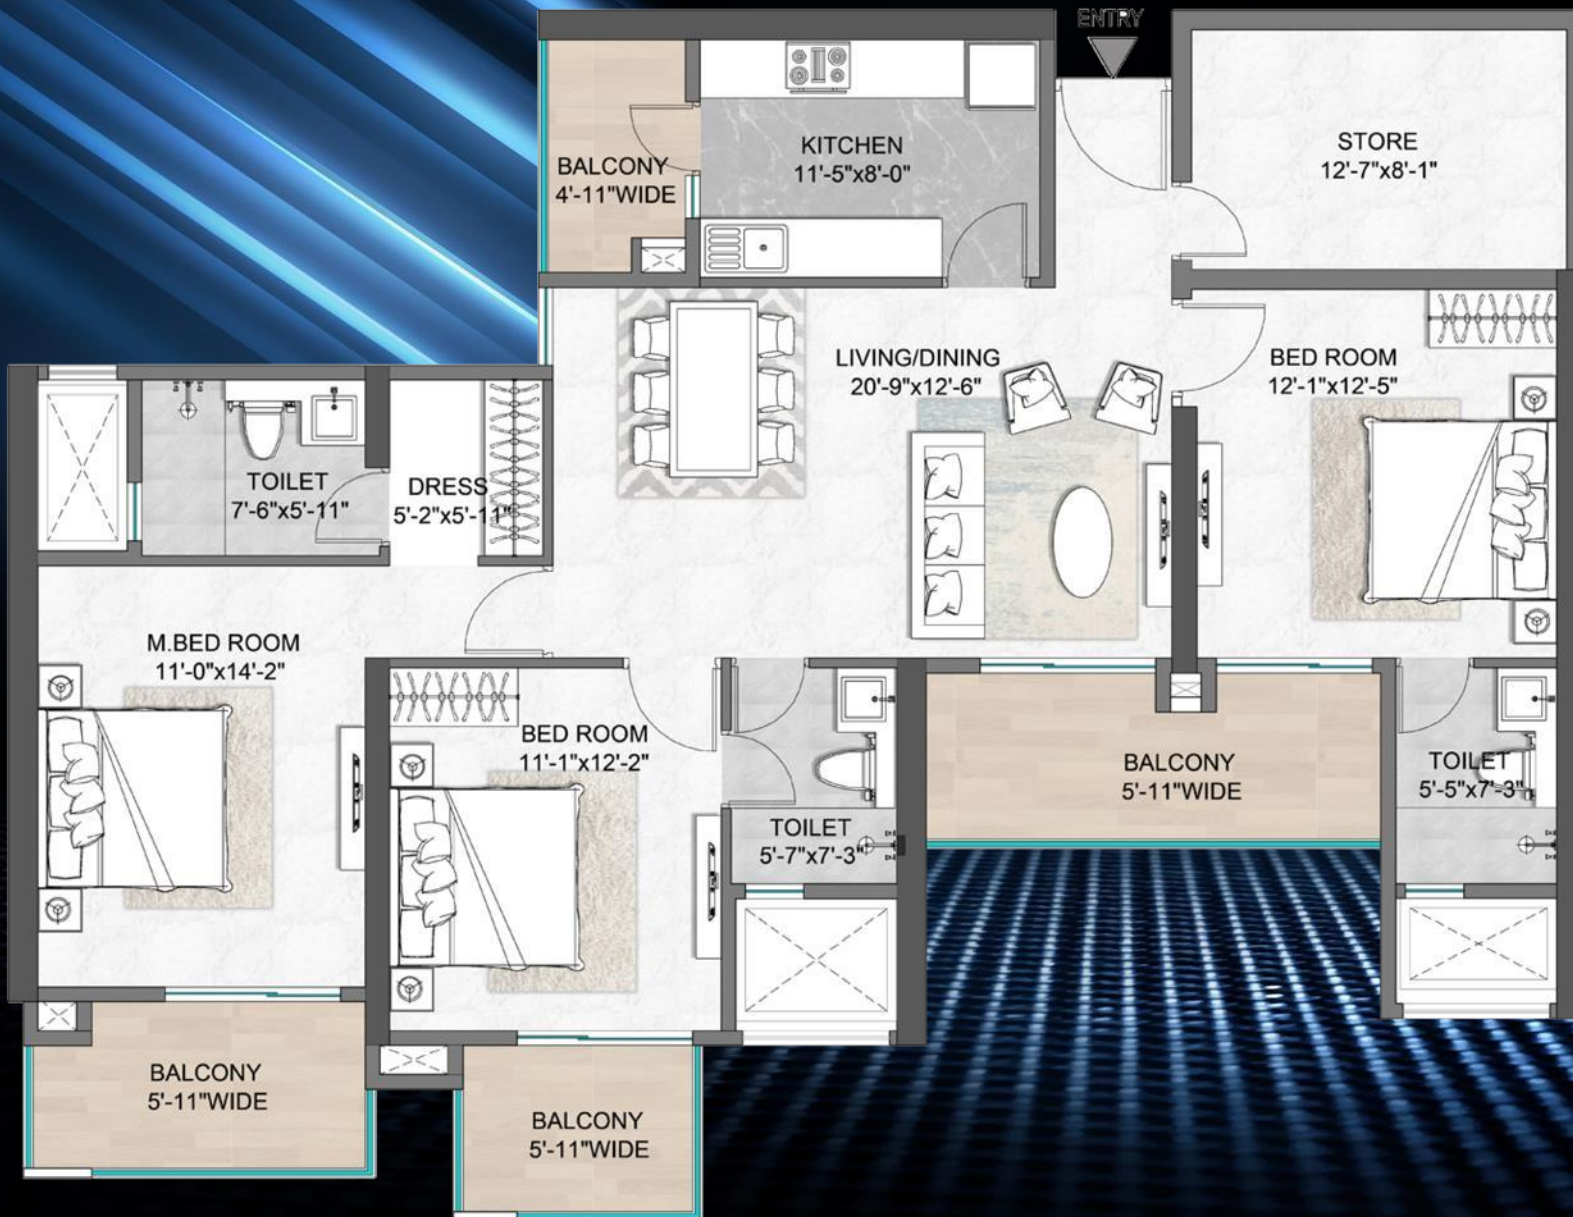 ENTRY
STORE
12'-7"x8'-1"
KITCHEN
11'-5"x8'-0"
BALCONY
4'-11"WIDE
LIVING/DINING
20'-9"x12'-6"
BED ROOM
12'-1"x12'-5"
TOILET
7'-6"x5'-11"
DRESS
5'-2"x5'-11"
M.BED ROOM
11'-0"x14'-2"
BED ROOM
11'-1"x12'-2"
BALCONY
5'-11"WIDE
TOILET
5'-5"x7'-3"
TOILET
5'-7"x7'-3"
BALCONY
5'-11"WIDE
BALCONY
5'-11"WIDE